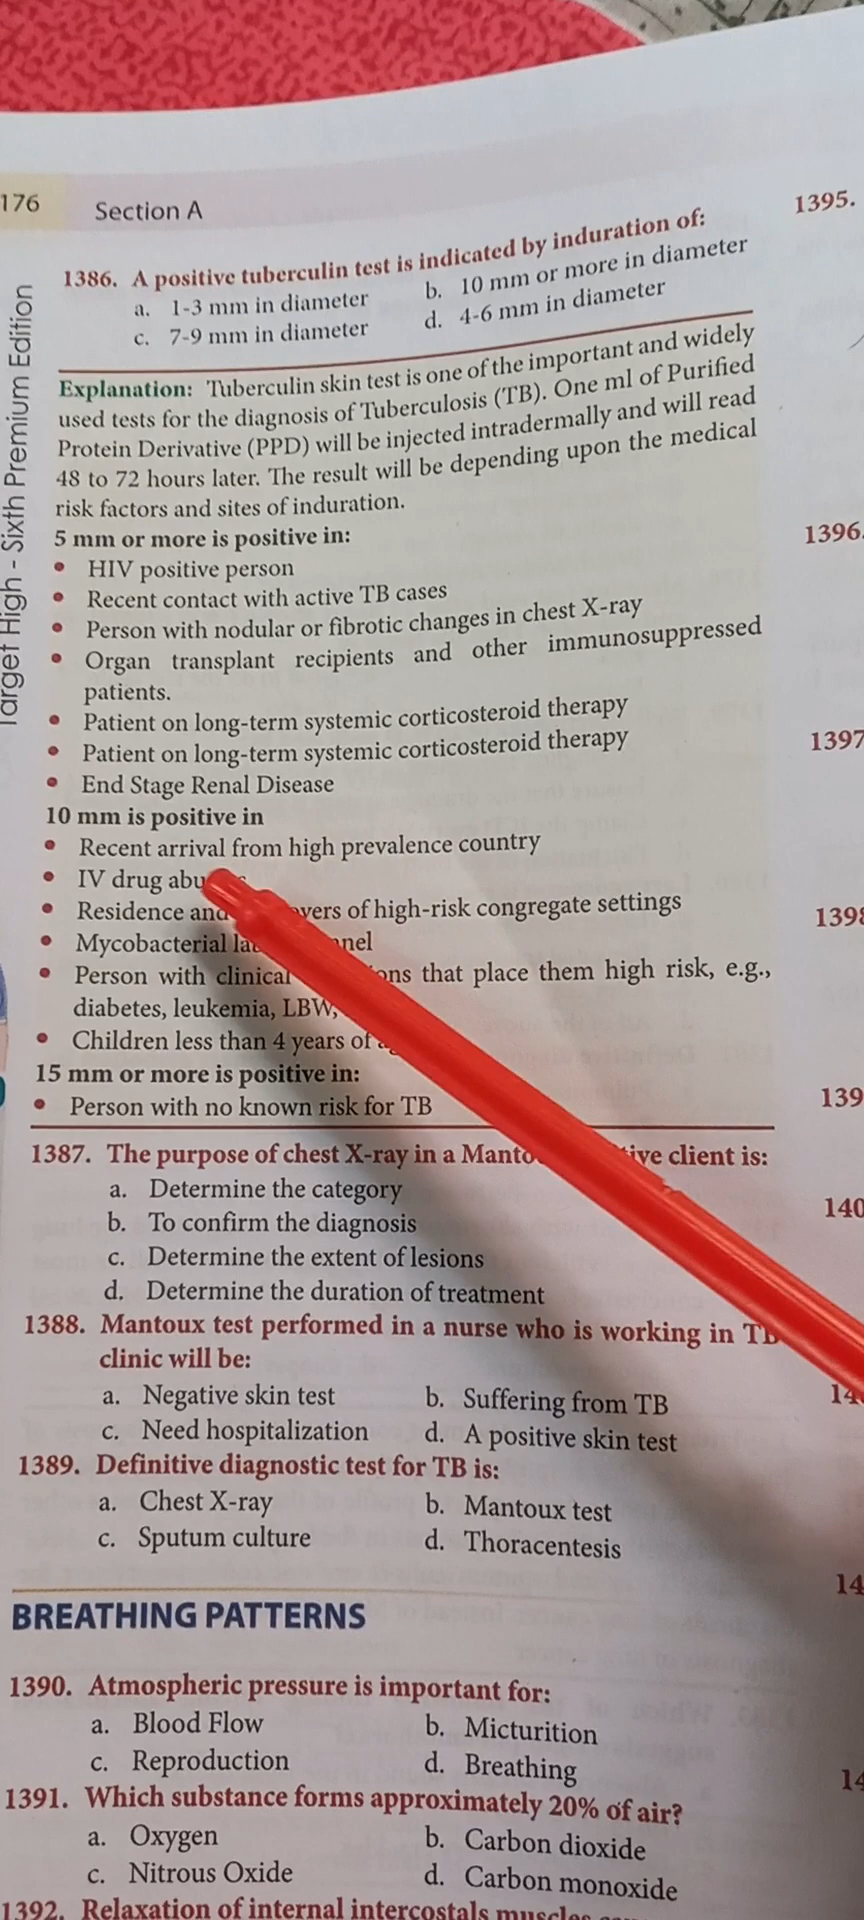 176
Section A
Target High - Sixth Premium Edition
1386. A positive tuberculin test is indicated by induration of:
a. 1-3 mm in diameter b. 10 mm or more in diameter
c. 7-9 mm in diameter d. 4-6 mm in diameter
Explanation: Tuberculin skin test is one of the important and widely
used tests for the diagnosis of Tuberculosis (TB). One ml of Purified
Protein Derivative (PPD) will be injected intradermally and will read
48 to 72 hours later. The result will be depending upon the medical
risk factors and sites of induration.
5 mm or more is positive in:
• HIV positive person
• Recent contact with active TB cases
• Person with nodular or fibrotic changes in chest X-ray
• Organ transplant recipients and other immunosuppressed
patients.
• Patient on long-term systemic corticosteroid therapy
• Patient on long-term systemic corticosteroid therapy
• End Stage Renal Disease
10 mm is positive in
• Recent arrival from high prevalence country
• IV drug
• Residence of high-risk congregate settings
• Mycobacterial
• Person with clinical that place them high risk, e.g.,
diabetes, leukemia, LBW,
• Children less than 4 years of
15 mm or more is positive in:
• Person with no known risk for TB
1387. The purpose of chest X-ray in a client is:
a. Determine the category
b. To confirm the diagnosis
c. Determine the extent of lesions
d. Determine the duration of treatment
1388. Mantoux test performed in a nurse who is working in TB
clinic will be:
a. Negative skin test b. Suffering from TB
c. Need hospitalization d. A positive skin test
1389. Definitive diagnostic test for TB is:
a. Chest X-ray b. Mantoux test
c. Sputum culture d. Thoracentesis
BREATHING PATTERNS
1390. Atmospheric pressure is important for:
a. Blood Flow b. Micturition
c. Reproduction d. Breathing
1391. Which substance forms approximately 20% of air?
a. Oxygen b. Carbon dioxide
c. Nitrous Oxide d. Carbon monoxide
1392. Relaxation of internal intercostals
1395.
1396.
1397